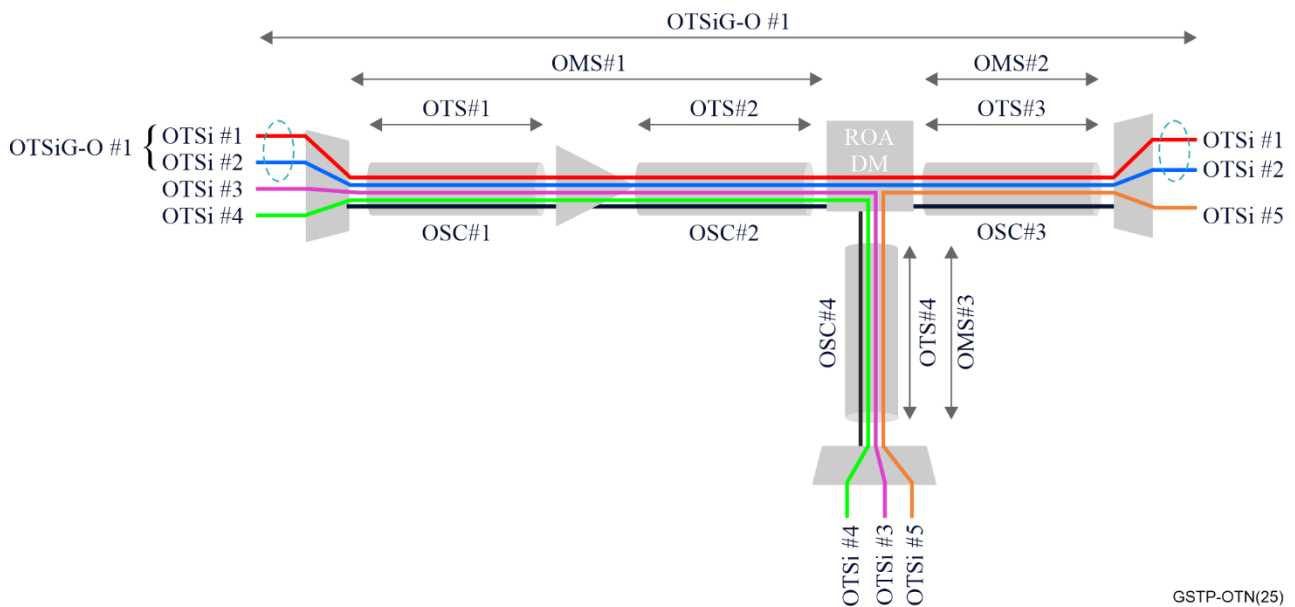 OTSiG-O #1
OMS#1
OMS#2
OTS#1
OTS#2
OTS#3
OTSiG-O #1 {
OTSi #1
OTSi #2
OTSi #3
OTSi #4
ROA
DM
OTSi #1
OTSi #2
OTSi #5
OSC#1
OSC#2
OSC#3
OSC#4
OTS#4
OMS#3
OTSi #4
OTSi #3
OTSi #5
GSTP-OTN(25)